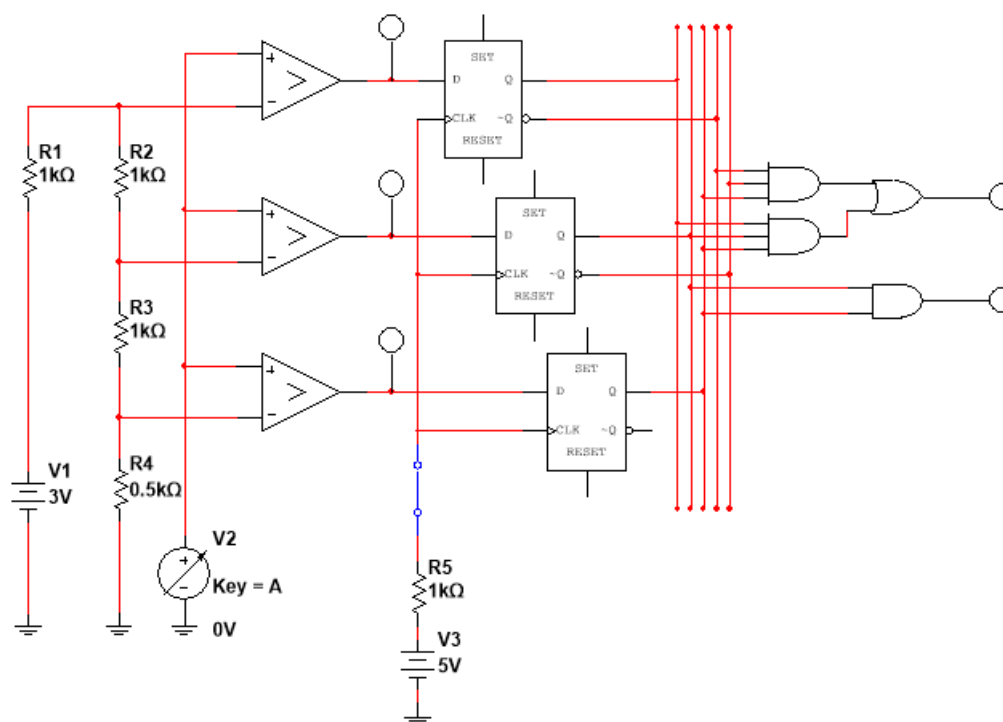 SET
D Q
CLK ~Q
RESET
R1
1kΩ
R2
1kΩ
SET
D Q
CLK ~Q
RESET
R3
1kΩ
SET
D Q
CLK ~Q
RESET
V1
3V
R4
0.5kΩ
V2
Key = A
0V
R5
1kΩ
V3
5V